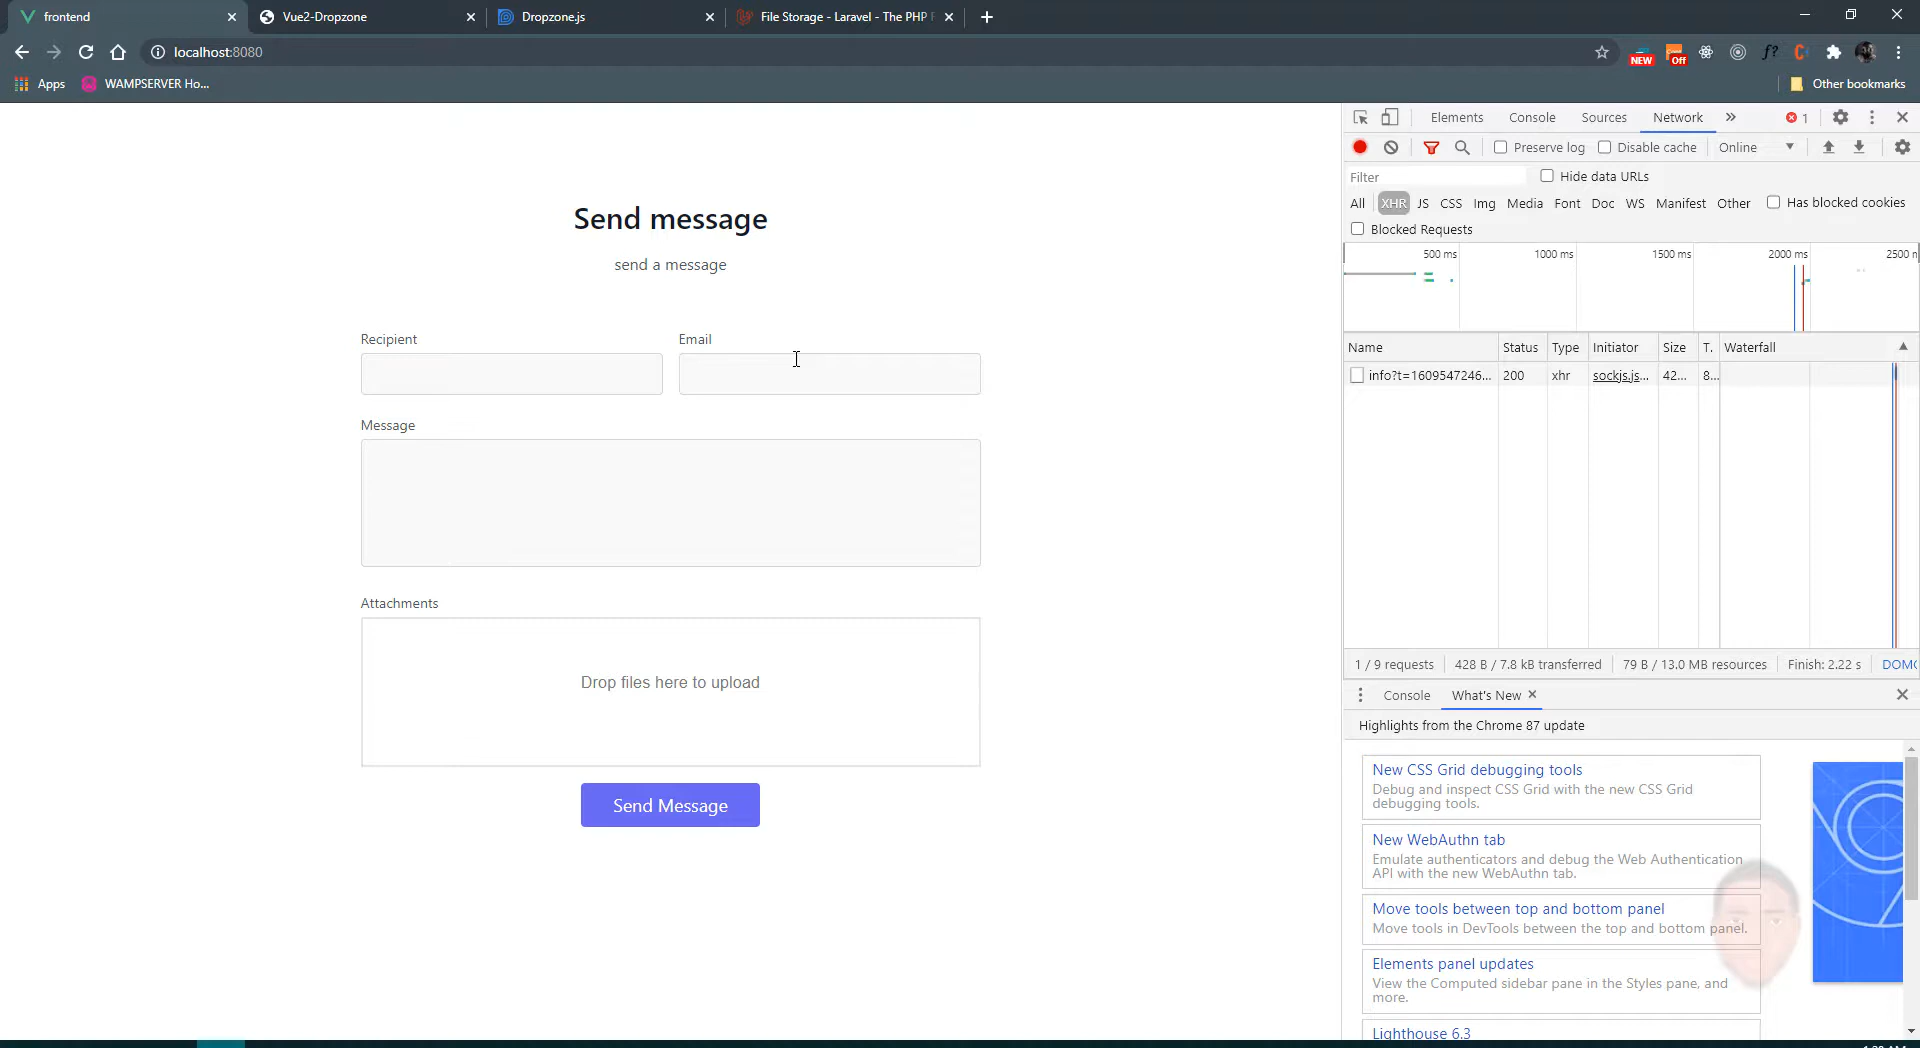 frontend
Vue2-Dropzone
Dropzone.js
File Storage - Laravel - The PHP F
localhost:8080
NEW
Off
f?
Apps
WAMPSERVER Ho...
Other bookmarks
Send message
send a message
Recipient
Email
Message
Attachments
Drop files here to upload
Send Message
Elements
Console
Sources
Network
1
Preserve log
Disable cache
Online
Filter
Hide data URLs
All
XHR
JS
CSS
Img
Media
Font
Doc
WS
Manifest
Other
Has blocked cookies
Blocked Requests
500 ms
1000 ms
1500 ms
2000 ms
2500 n
Name
Status
Type
Initiator
Size
T.
Waterfall
info?t=1609547246...
200
xhr
sockjs.js...
42...
8...
1 / 9 requests
428 B / 7.8 kB transferred
79 B / 13.0 MB resources
Finish: 2.22 s
DOMC
Console
What's New
Highlights from the Chrome 87 update
New CSS Grid debugging tools
Debug and inspect CSS Grid with the new CSS Grid
debugging tools.
New WebAuthn tab
Emulate authenticators and debug the Web Authentication
API with the new WebAuthn tab.
Move tools between top and bottom panel
Move tools in DevTools between the top and bottom panel.
Elements panel updates
View the Computed sidebar pane in the Styles pane, and
more.
Lighthouse 6.3